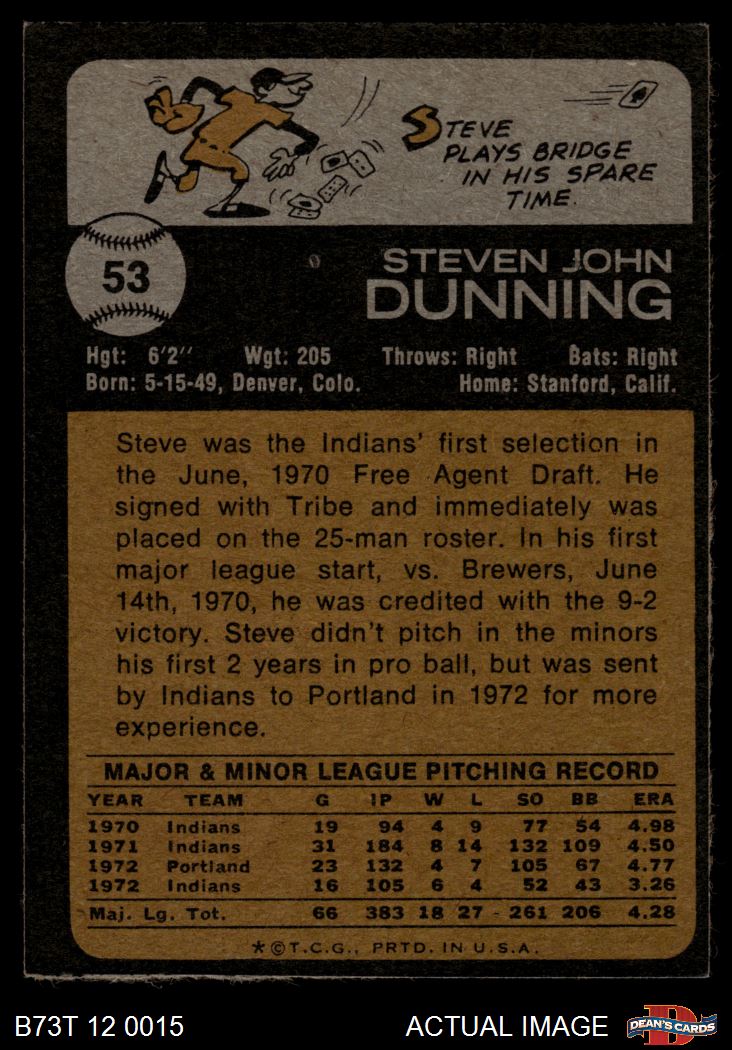 STEVE
PLAYS BRIDGE
IN HIS SPARE
TIME.
53
STEVEN JOHN
DUNNING
Hgt: 6'2" Wgt: 205 Throws: Right Bats: Right
Born: 5-15-49, Denver, Colo. Home: Stanford, Calif.
Steve was the Indians' first selection in
the June, 1970 Free Agent Draft. He
signed with Tribe and immediately was
placed on the 25-man roster. In his first
major league start, vs. Brewers, June
14th, 1970, he was credited with the 9-2
victory. Steve didn't pitch in the minors
his first 2 years in pro ball, but was sent
by Indians to Portland in 1972 for more
experience.
MAJOR & MINOR LEAGUE PITCHING RECORD
YEAR TEAM G IP W L SO BB ERA
1970 Indians 19 94 4 9 77 54 4.98
1971 Indians 31 184 8 14 132 109 4.50
1972 Portland 23 132 4 7 105 67 4.77
1972 Indians 16 105 6 4 52 43 3.26
Maj. Lg. Tot. 66 383 18 27 261 206 4.28
*©T.C.G., PRTD. IN U.S.A.
B73T 12 0015 ACTUAL IMAGE DEAN'S CARDS